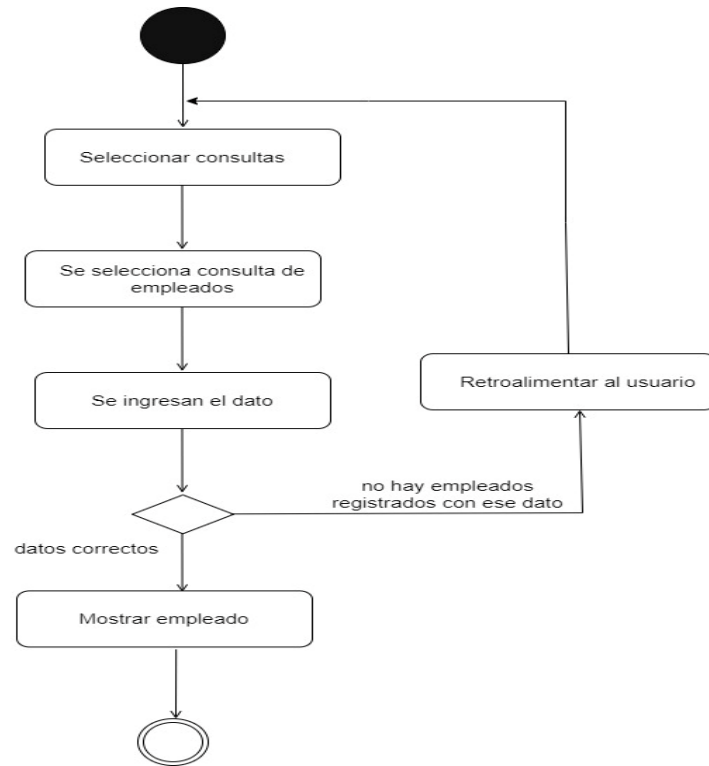 Seleccionar consultas
Se selecciona consulta de
empleados
Se ingresan el dato
Retroalimentar al usuario
no hay empleados
registrados con ese dato
datos correctos
Mostrar empleado